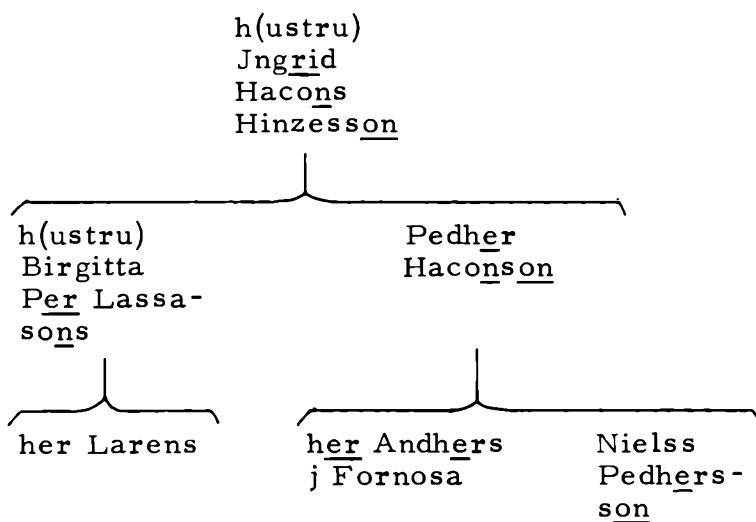 h(ustru)
Jngrid
Hacons
Hinzesson
h(ustru)
Birgitta
Per Lassa-
sons
Pedher
Haconson
her Larens
her Andhers
j Fornosa
Nielss
Pedhers-
son